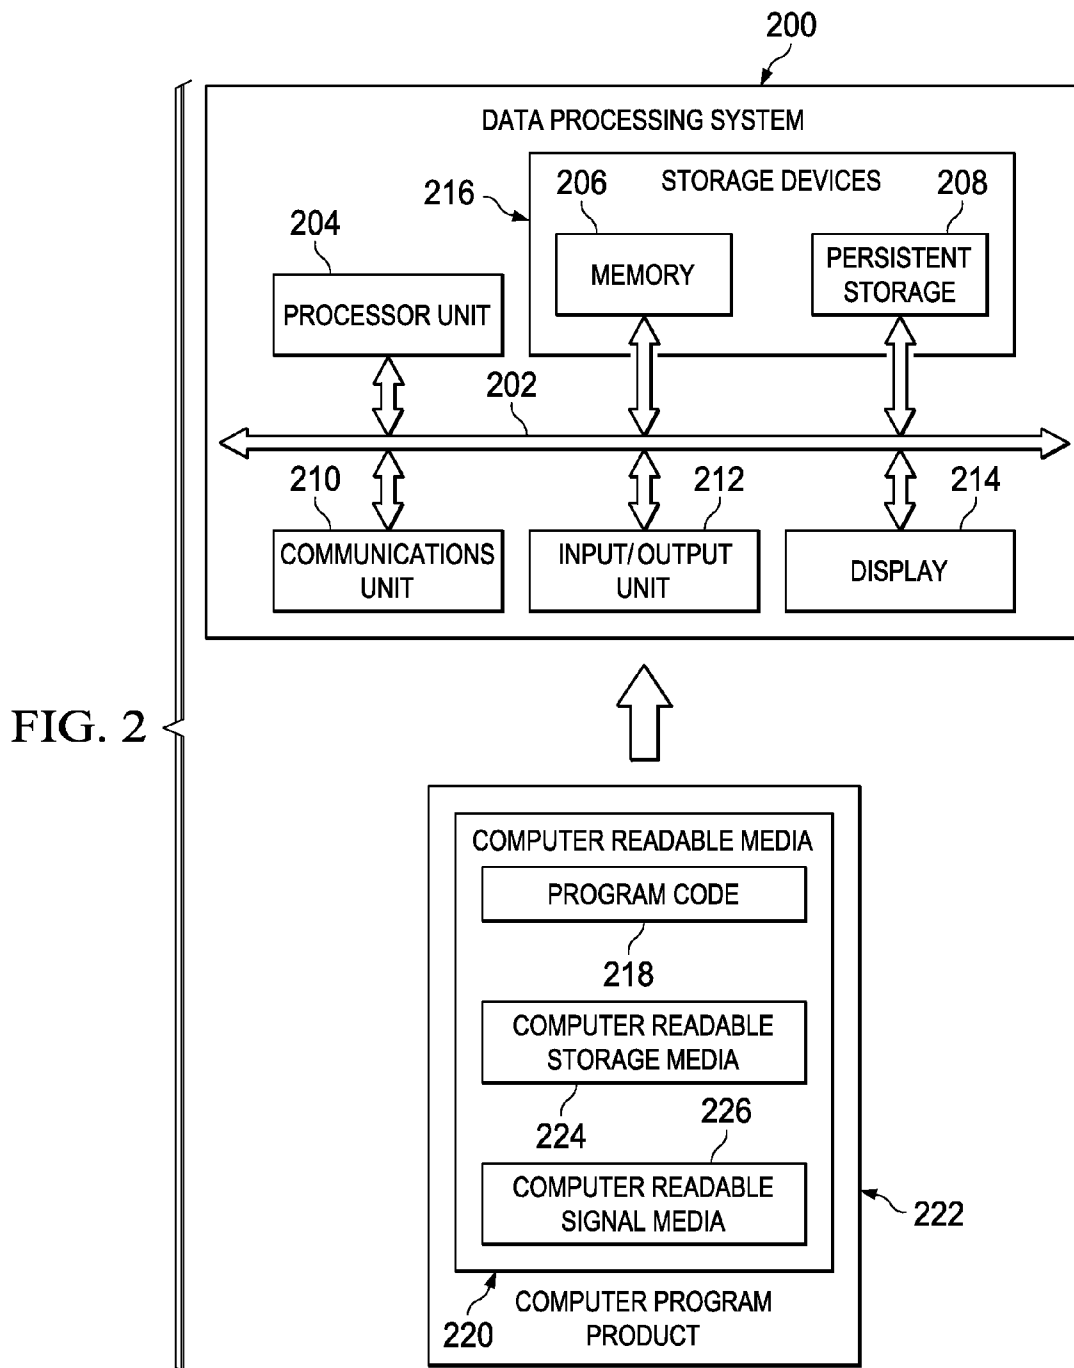 200
DATA PROCESSING SYSTEM
216
206
STORAGE DEVICES
208
204
MEMORY
PERSISTENT
STORAGE
PROCESSOR UNIT
202
210
212
214
COMMUNICATIONS
UNIT
INPUT/OUTPUT
UNIT
DISPLAY
FIG. 2
COMPUTER READABLE MEDIA
PROGRAM CODE
218
COMPUTER READABLE
STORAGE MEDIA
224
226
COMPUTER READABLE
SIGNAL MEDIA
222
220
COMPUTER PROGRAM
PRODUCT